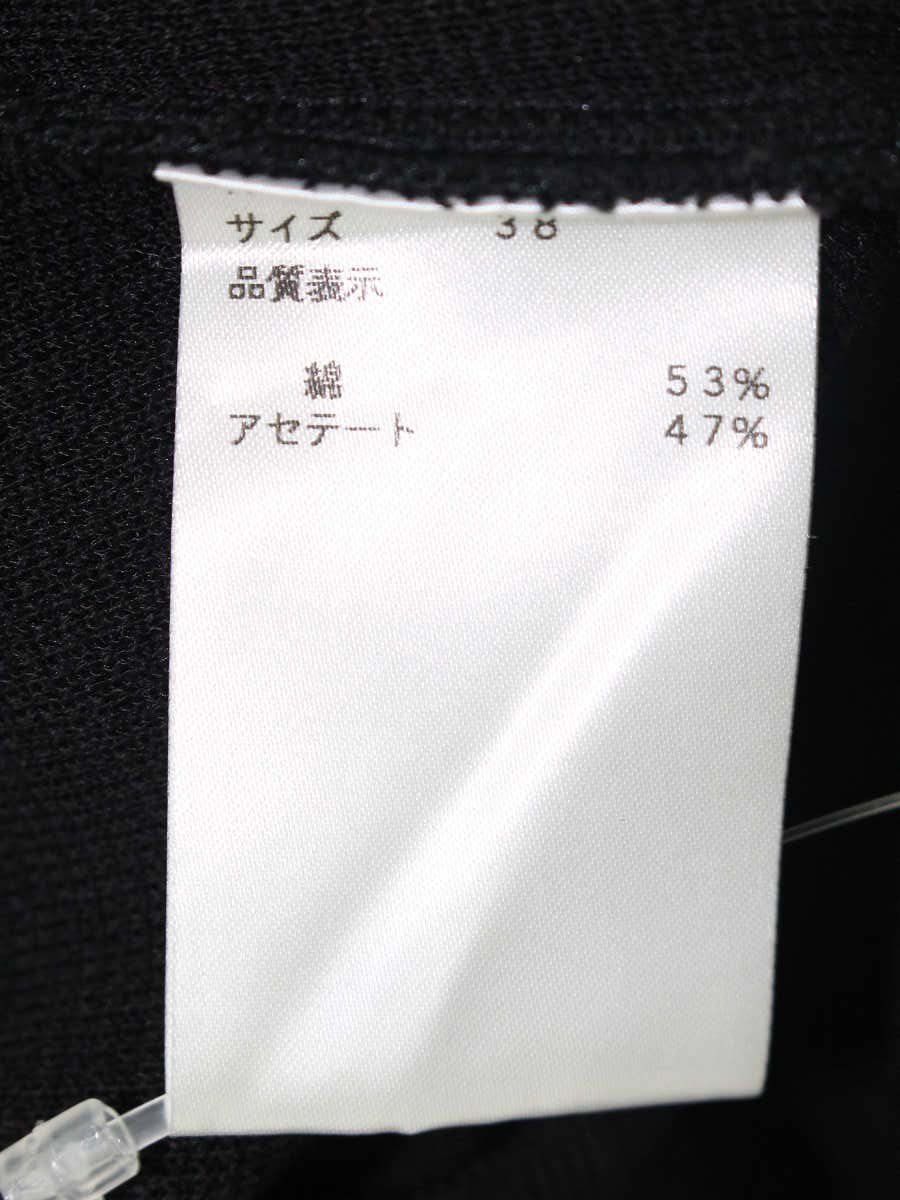 サイズ 38
品質表示
綿 53%
アセテート 47%